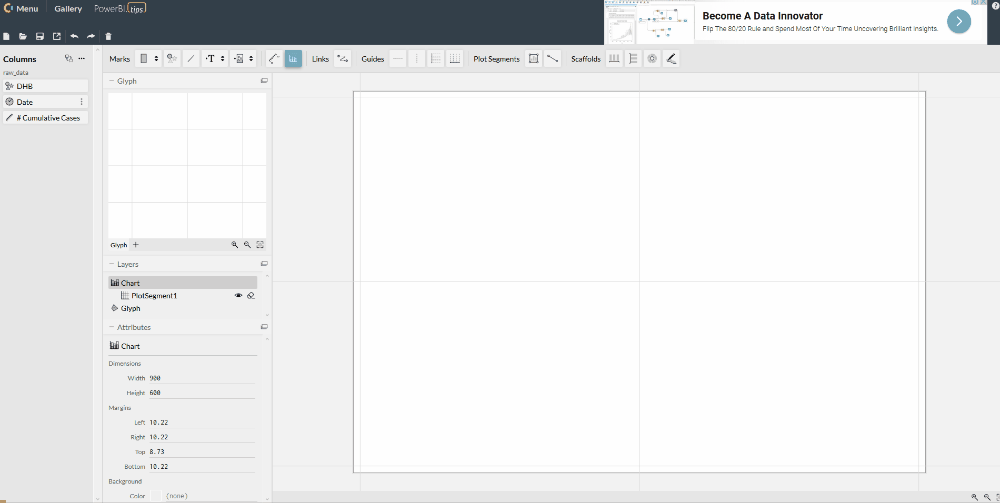 Menu Gallery PowerBI.tips
Become A Data Innovator
Flip The 80/20 Rule and Spend Most Of Your Time Uncovering Brilliant Insights.
Columns
raw_data
DHB
Date
# Cumulative Cases
Marks T Links Guides Plot Segments Scaffolds
Glyph
Glyph +
Layers
Chart
PlotSegment1
Glyph
Attributes
Chart
Dimensions
Width 900
Height 600
Margins
Left 10.22
Right 10.22
Top 8.73
Bottom 10.22
Background
Color (none)